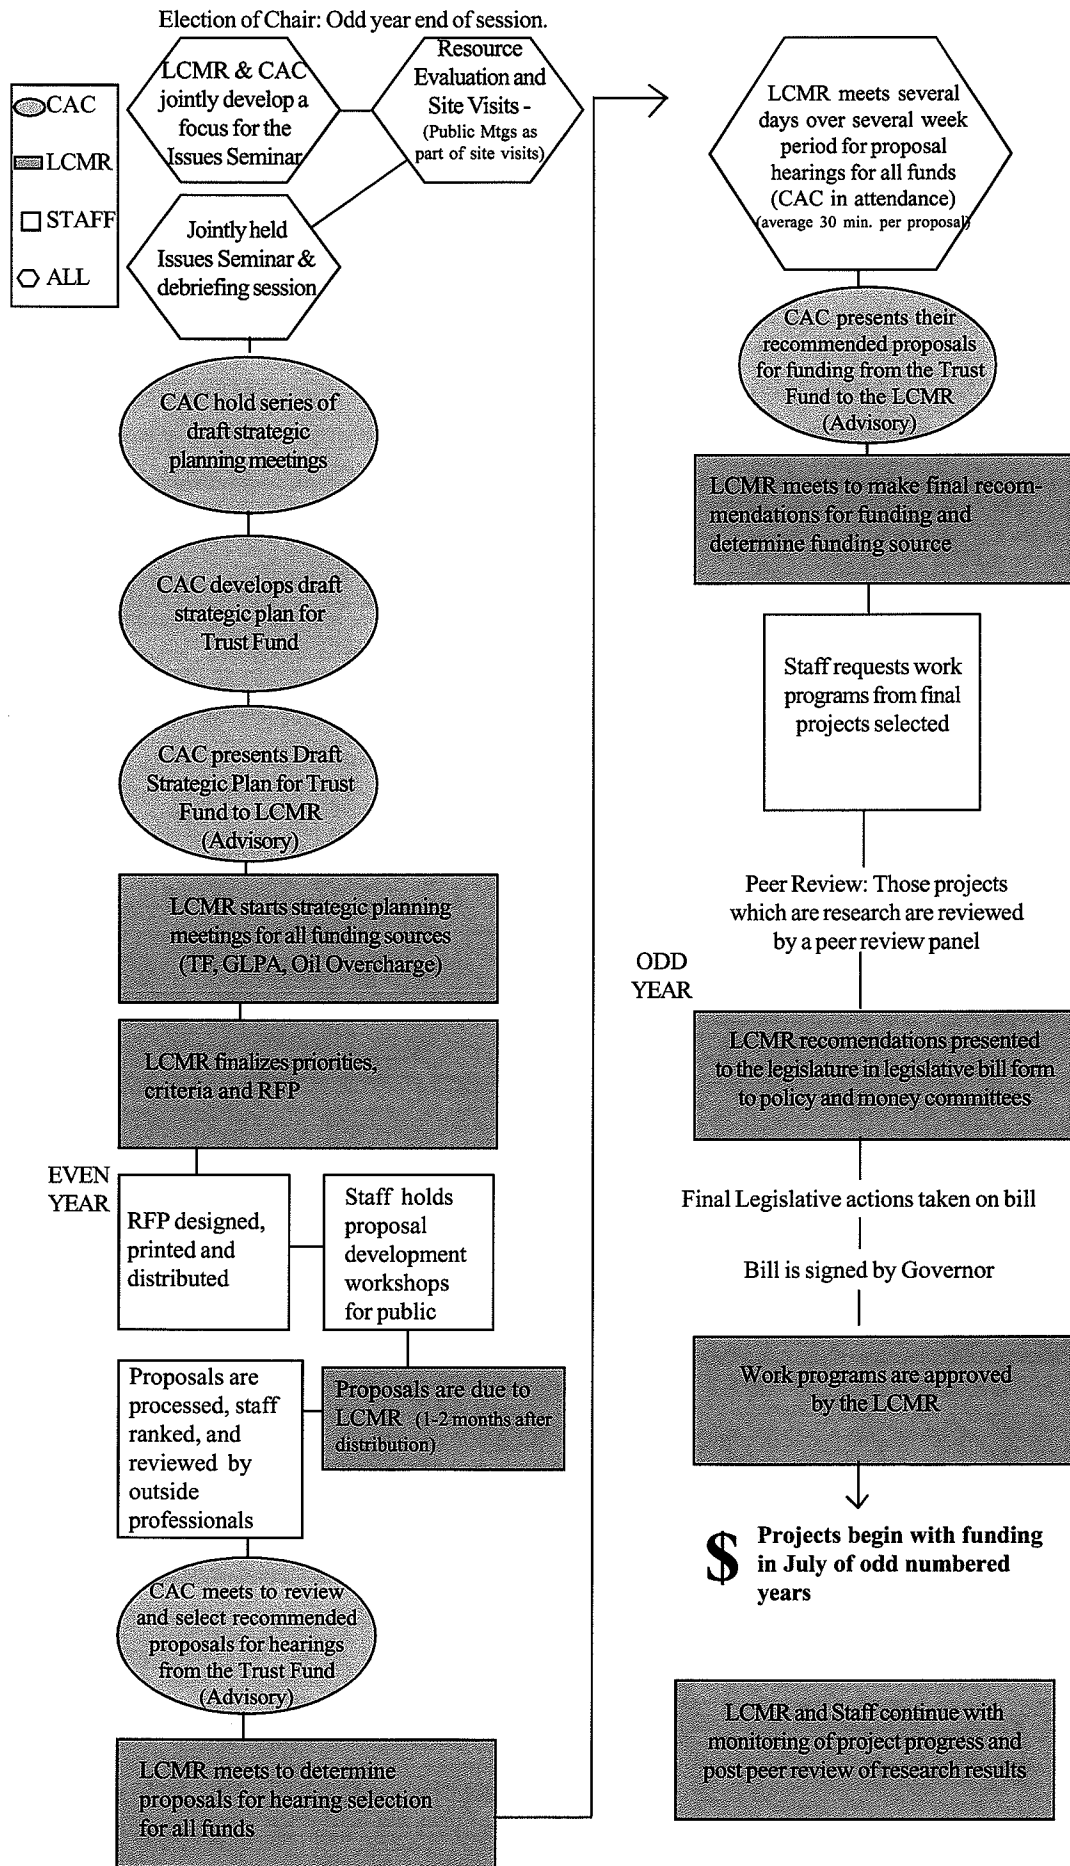 Election of Chair: Odd year end of session.
CAC
LCMR
STAFF
ALL
LCMR & CAC
jointly develop a
focus for the
Issues Seminar
Resource
Evaluation and
Site Visits -
(Public Mtgs as
part of site visits)
Jointly held
Issues Seminar &
debriefing session
CAC hold series of
draft strategic
planning meetings
CAC develops draft
strategic plan for
Trust Fund
CAC presents Draft
Strategic Plan for Trust
Fund to LCMR
(Advisory)
LCMR starts strategic planning
meetings for all funding sources
(TF, GLPA, Oil Overcharge)
LCMR finalizes priorities,
criteria and RFP
EVEN
YEAR
RFP designed,
printed and
distributed
Staff holds
proposal
development
workshops
for public
Proposals are due to
LCMR (1-2 months after
distribution)
Proposals are
processed, staff
ranked, and
reviewed by
outside
professionals
CAC meets to review
and select recommended
proposals for hearings
from the Trust Fund
(Advisory)
LCMR meets to determine
proposals for hearing selection
for all funds
LCMR meets several
days over several week
period for proposal
hearings for all funds
(CAC in attendance)
(average 30 min. per proposal)
CAC presents their
recommended proposals
for funding from the Trust
Fund to the LCMR
(Advisory)
LCMR meets to make final recom-
mendations for funding and
determine funding source
Staff requests work
programs from final
projects selected
Peer Review: Those projects
which are research are reviewed
by a peer review panel
ODD
YEAR
LCMR recomendations presented
to the legislature in legislative bill form
to policy and money committees
Final Legislative actions taken on bill
Bill is signed by Governor
Work programs are approved
by the LCMR
$ Projects begin with funding
in July of odd numbered
years
LCMR and Staff continue with
monitoring of project progress and
post peer review of research results